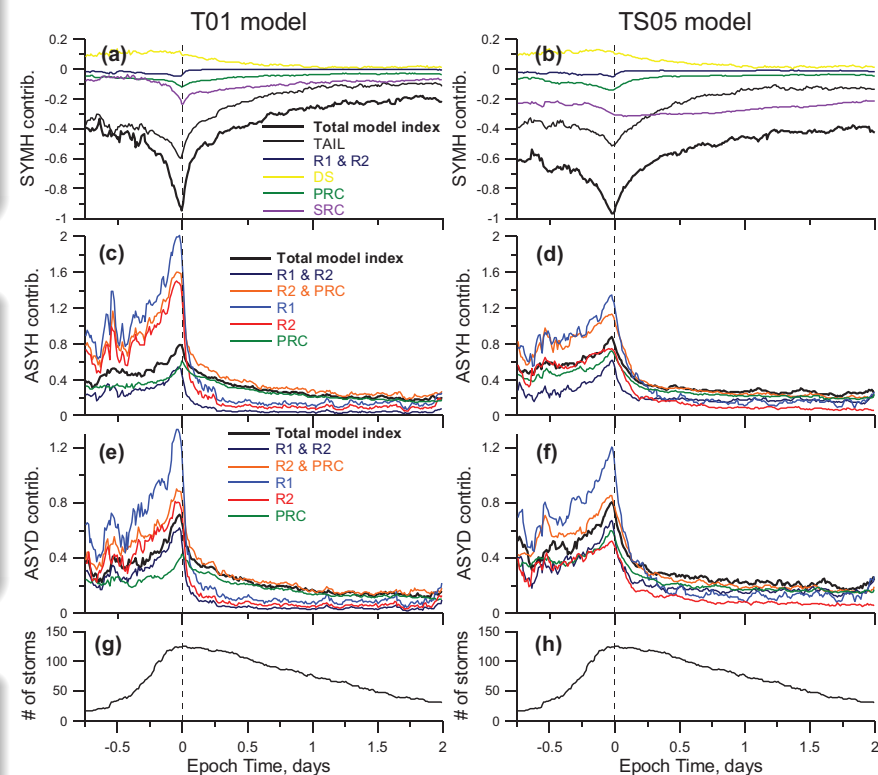 T01 model
TS05 model
0.2
0
-0.2
-0.4
-0.6
-0.8
-1
SYMH contrib.
(a)
Total model index
TAIL
R1 & R2
DS
PRC
SRC
0.2
0
-0.2
-0.4
-0.6
-0.8
-1
SYMH contrib.
(b)
2
1.6
1.2
0.8
0.4
0
ASYH contrib.
(c)
Total model index
R1 & R2
R2 & PRC
R1
R2
PRC
2
1.6
1.2
0.8
0.4
0
ASYH contrib.
(d)
1.2
0.8
0.4
0
ASYD contrib.
(e)
Total model index
R1 & R2
R2 & PRC
R1
R2
PRC
1.2
0.8
0.4
0
ASYD contrib.
(f)
150
100
50
0
# of storms
(g)
-0.5 0 0.5 1 1.5 2
Epoch Time, days
150
100
50
0
# of storms
(h)
-0.5 0 0.5 1 1.5 2
Epoch Time, days